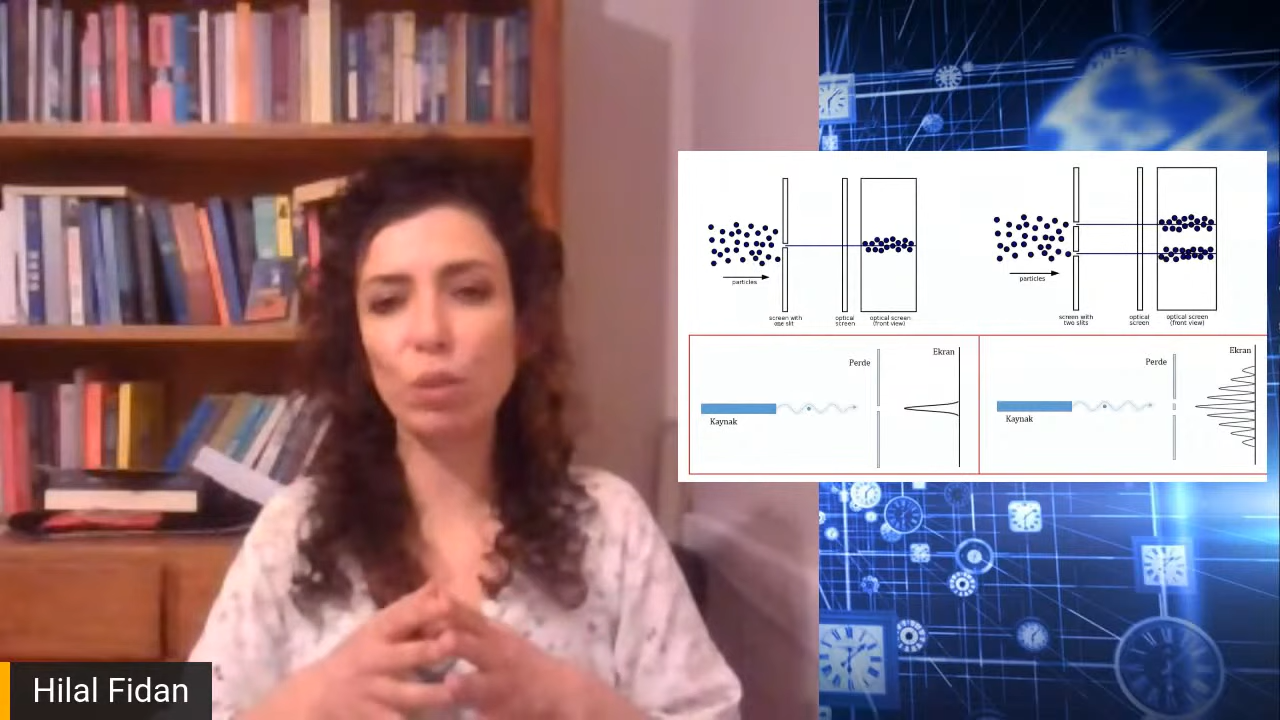 particles
screen with
one slit
optical
screen
optical screen
(front view)
particles
screen with
two slits
optical
screen
optical screen
(front view)
Perde
Ekran
Kaynak
Perde
Ekran
Kaynak
Hilal Fidan